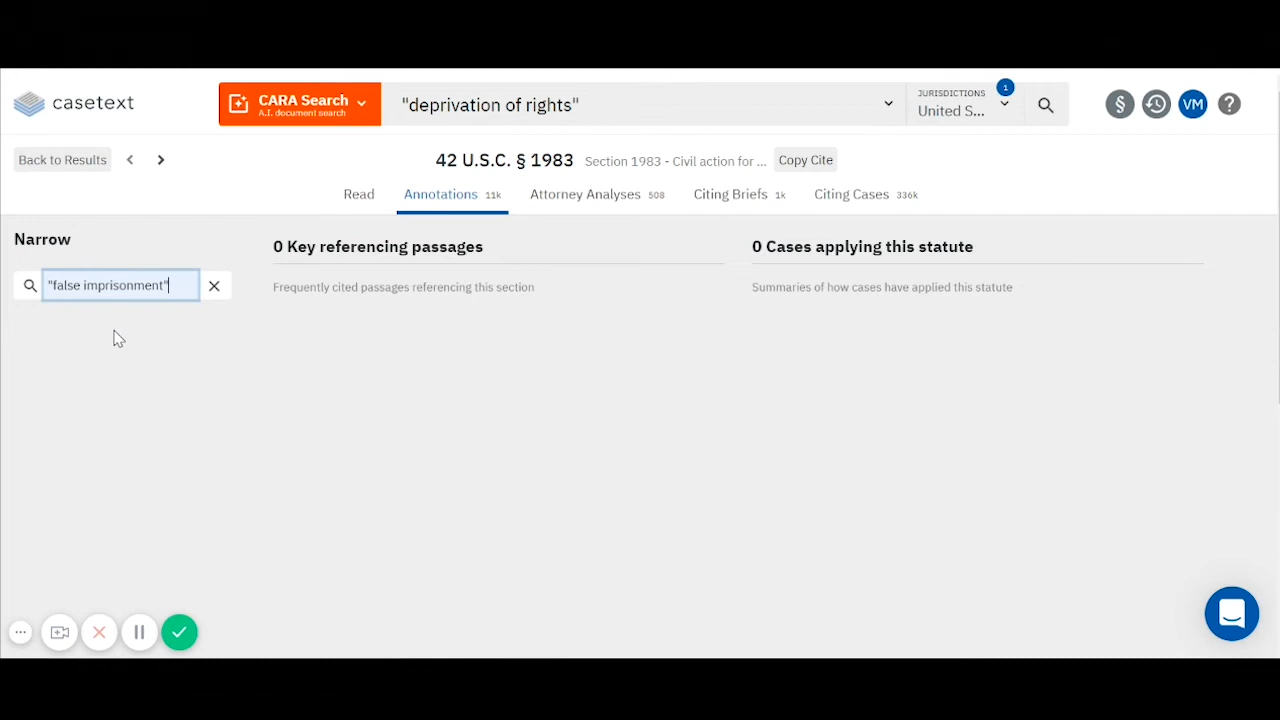 casetext
CARA Search
A.I. document search
"deprivation of rights"
JURISDICTIONS
United S...
1
§
VM
?
Back to Results
42 U.S.C. § 1983
Section 1983 - Civil action for ...
Copy Cite
Read
Annotations 11k
Attorney Analyses 508
Citing Briefs 1k
Citing Cases 336k
Narrow
"false imprisonment"
0 Key referencing passages
Frequently cited passages referencing this section
0 Cases applying this statute
Summaries of how cases have applied this statute